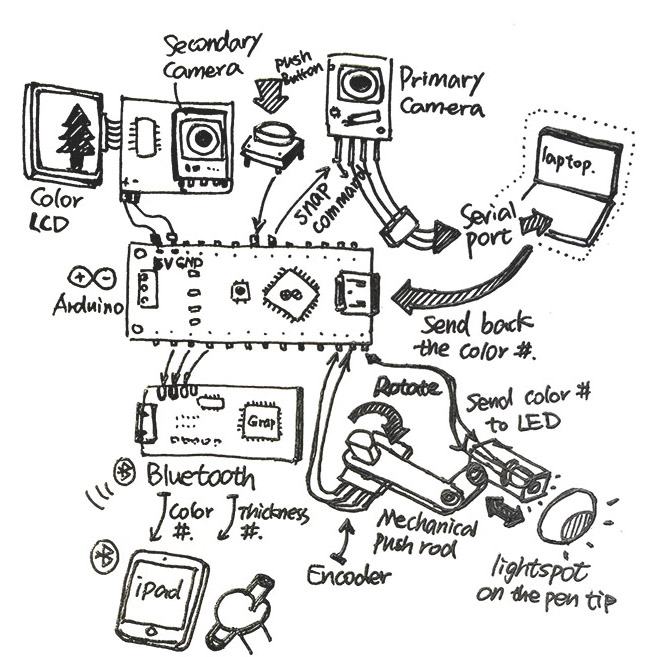 Secondary
Camera
Push
Button
Primary
Camera
Color
LCD
snap
command
laptop.
Serial
port
5V GND
Arduino
Send back
the color #.
Rotate
Send color #
to LED
Bluetooth
Color
#.
Thickness
#.
Mechanical
Push rod
Encoder
lightspot
on the pen tip
iPad